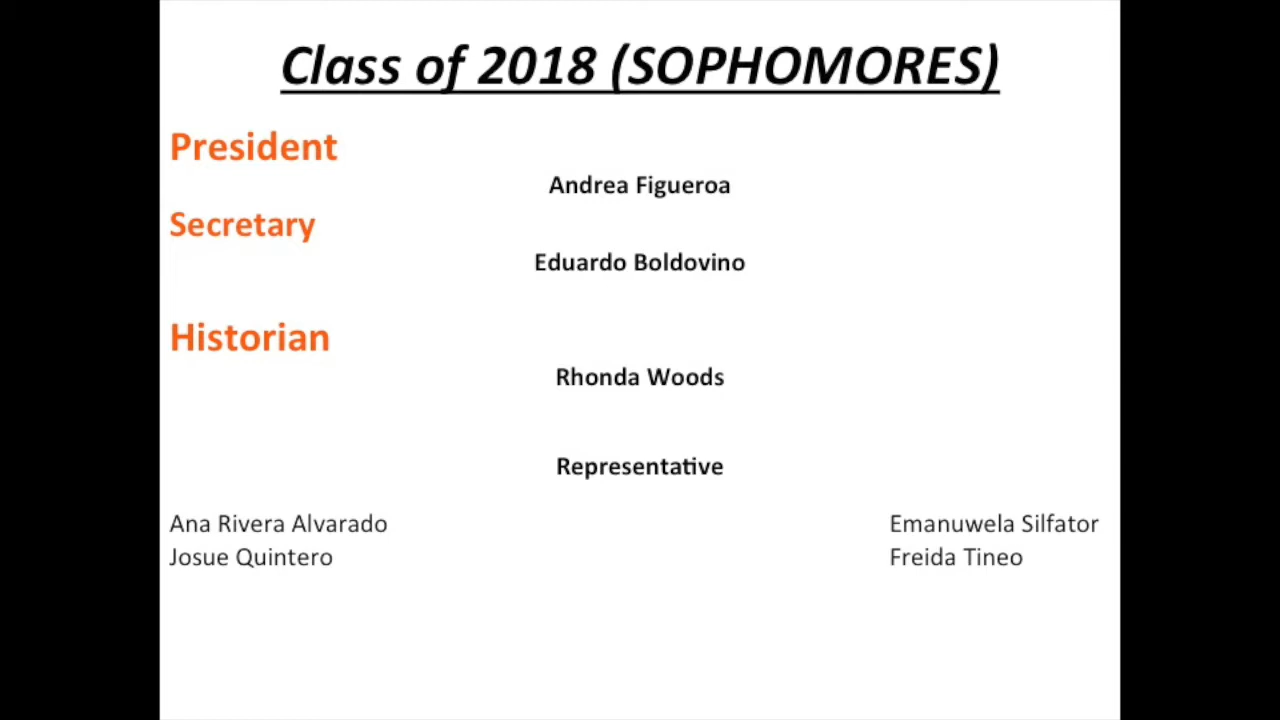 Class of 2018 (SOPHOMORES)
President
Andrea Figueroa
Secretary
Eduardo Boldovino
Historian
Rhonda Woods
Representative
Ana Rivera Alvarado Emanuwela Silfator
Josue Quintero Freida Tineo